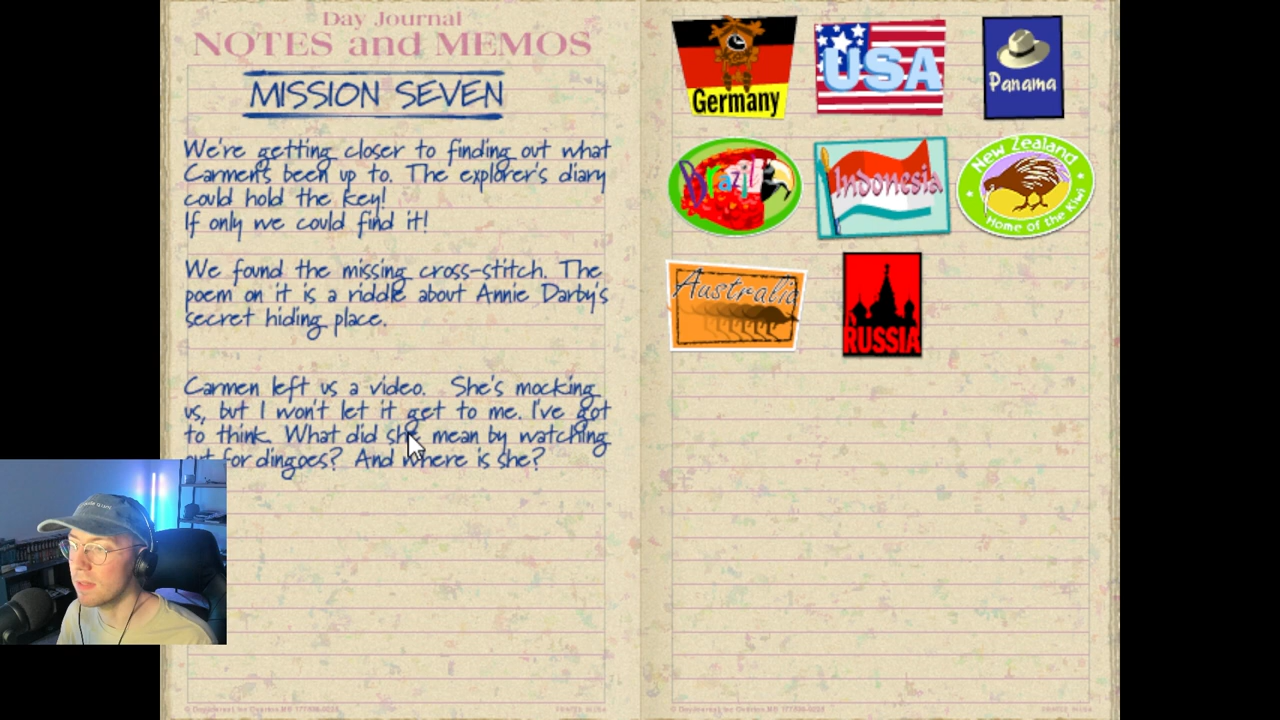 Day Journal
NOTES and MEMOS
MISSION SEVEN
We're getting closer to finding out what
Carmen's been up to. The explorer's diary
could hold the key!
If only we could find it!
We found the missing cross-stitch. The
poem on it is a riddle about Annie Darby's
secret hiding place.
Carmen left us a video. She's mocking
us, but I won't let it get to me. I've got
to think. What did she mean by watching
out for dingoes? And where is she?
Germany
USA
Panama
Brazil
Indonesia
New Zealand
Home of the Kiwi
Australia
RUSSIA